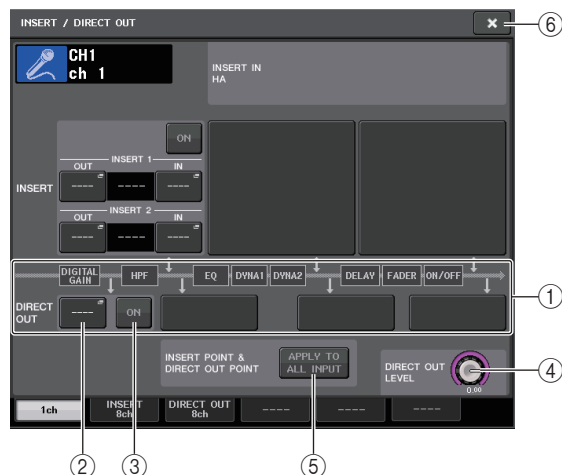 INSERT / DIRECT OUT
×
⑥
CH1
ch 1
INSERT IN
HA
ON
INSERT 1
OUT
IN
INSERT
----
----
----
INSERT 2
OUT
IN
----
----
----
DIGITAL GAIN
HPF
EQ
DYNA1
DYNA2
DELAY
FADER
ON/OFF
①
DIRECT OUT
----
ON
INSERT POINT &
DIRECT OUT POINT
APPLY TO
ALL INPUT
DIRECT OUT
LEVEL
0.00
④
1ch
INSERT
8ch
DIRECT OUT
8ch
----
----
----
②
③
⑤